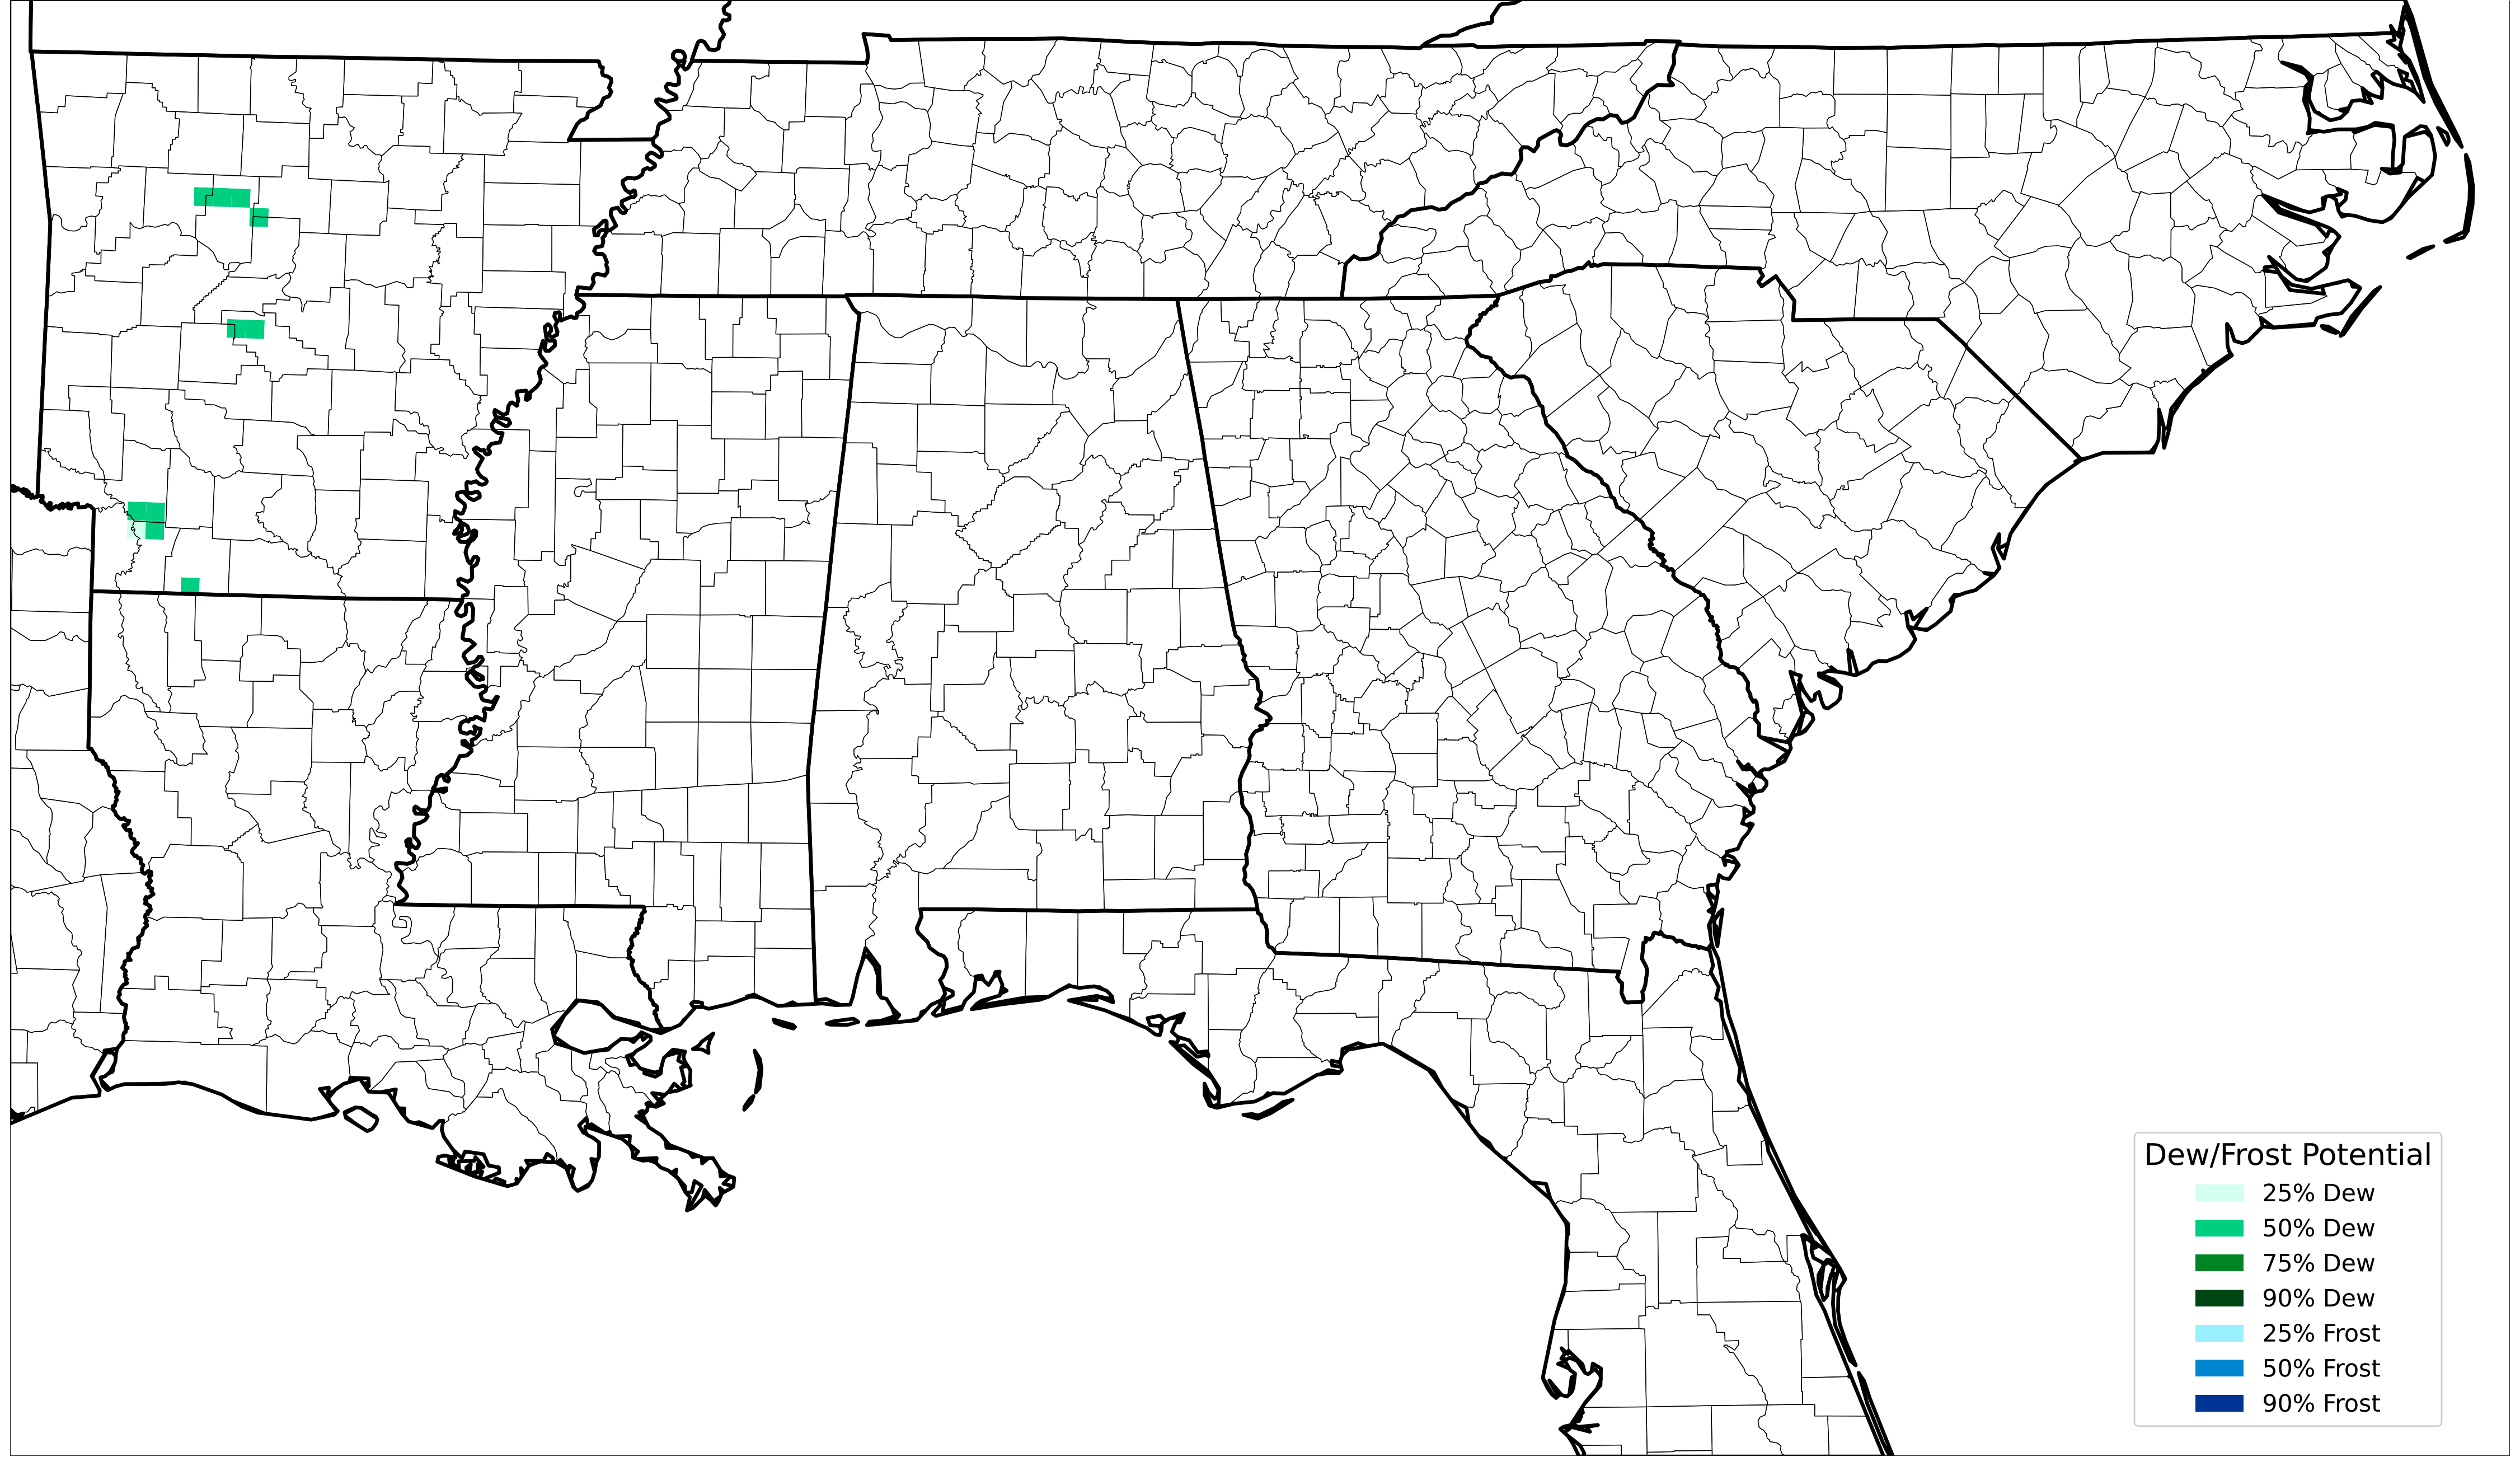 Dew/Frost Potential
25% Dew
50% Dew
75% Dew
90% Dew
25% Frost
50% Frost
90% Frost